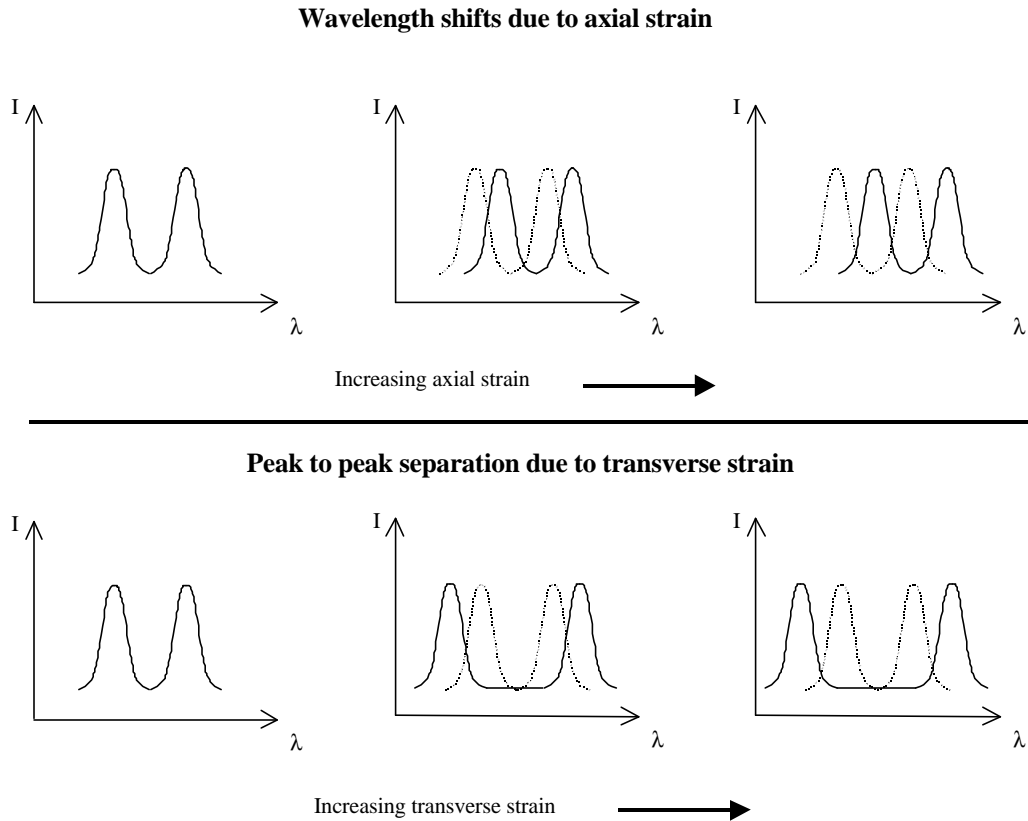 Wavelength shifts due to axial strain
I
λ
I
λ
I
λ
Increasing axial strain
Peak to peak separation due to transverse strain
I
λ
I
λ
I
λ
Increasing transverse strain